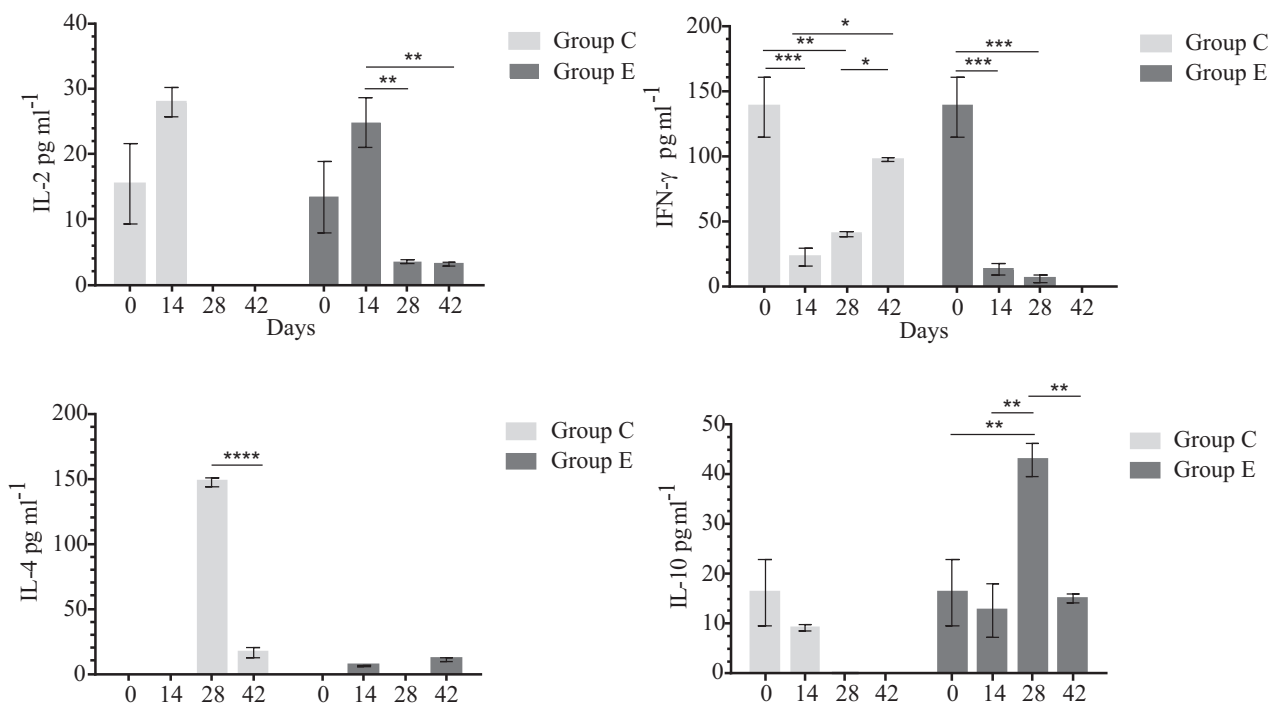 40
30
20
10
0
IL-2 pg ml-1
** **
0 14 28 42 0 14 28 42
Days
Group C
Group E
200
150
100
50
0
IFN-γ pg ml-1
*
** ***
*** * ***
0 14 28 42 0 14 28 42
Days
Group C
Group E
200
150
100
50
0
IL-4 pg ml-1
****
0 14 28 42 0 14 28 42
Group C
Group E
50
40
30
20
10
0
IL-10 pg ml-1
**
**
**
0 14 28 42 0 14 28 42
Group C
Group E